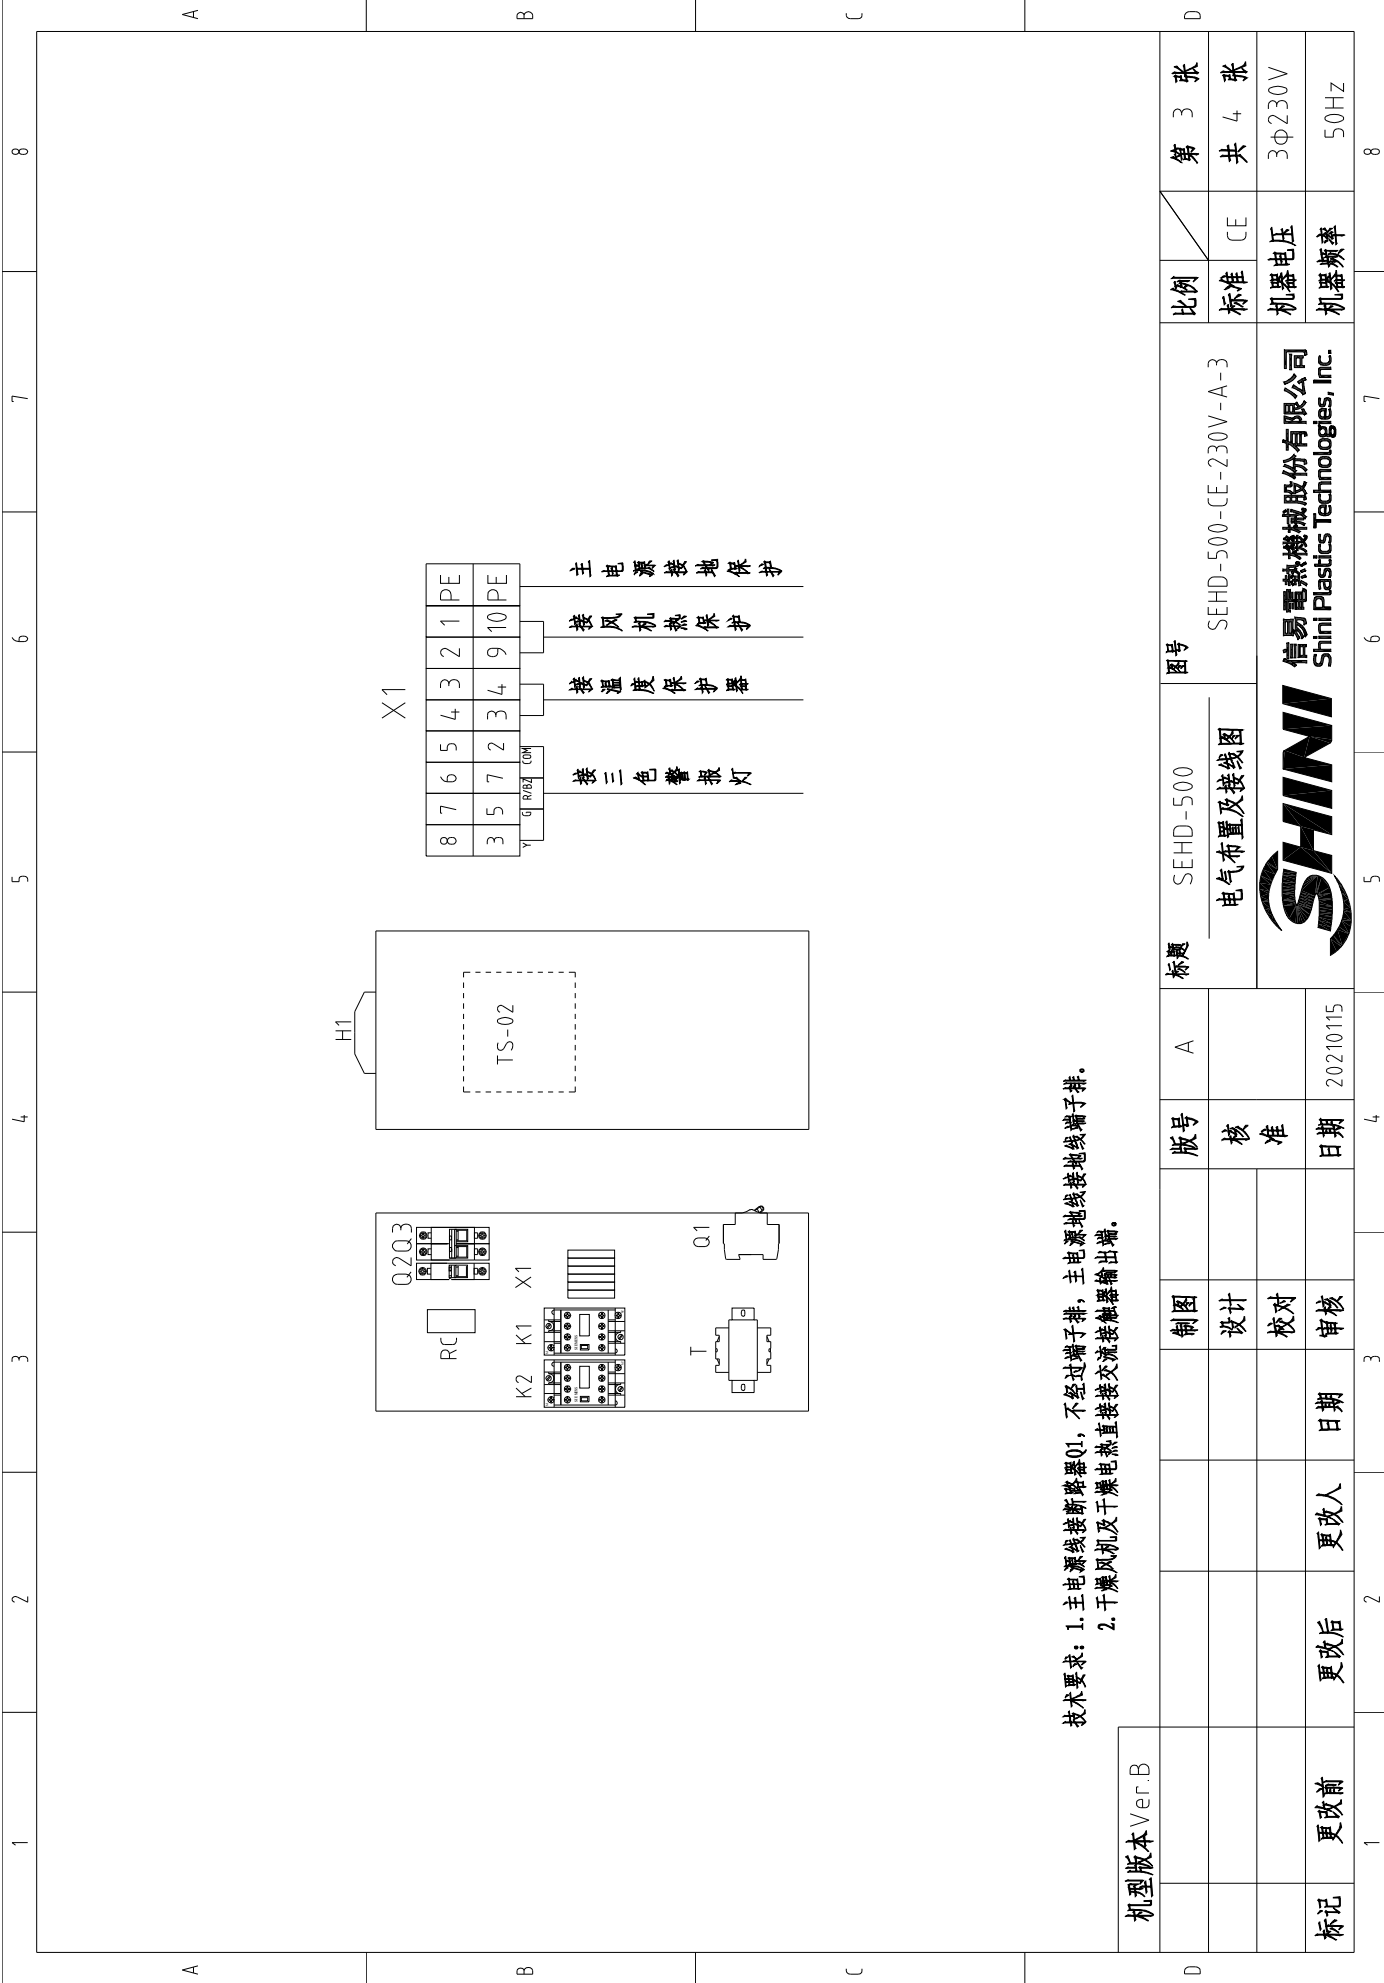 1 2 3 4 5 6 7 8
A
B
C
D
H1
Q2Q3
RC
K2 K1 X1
T Q1
TS-02
X1
8 7 6 5 4 3 2 1 PE
3 5 7 2 3 4 9 10 PE
Y G R/BZ COM
接三色警报灯
接温度保护器
接风机热保护
主电源接地保护
技术要求：1.主电源线接断路器Q1，不经过端子排，主电源地线接地线端子排。
2.干燥风机及干燥电热直接接交流接触器输出端。
机型版本Ver.B
标记 更改前 更改后 更改人 日期
制图
设计
校对
审核
版号 A
核准
日期 20210115
标题 SEHD-500
电气布置及接线图
图号 SEHD-500-CE-230V-A-3
SHINI
信易電熱機械股份有限公司
Shini Plastics Technologies, Inc.
比例 第 3 张
标准 CE 共 4 张
机器电压 3φ230V
机器频率 50Hz
A
B
C
D
1 2 3 4 5 6 7 8